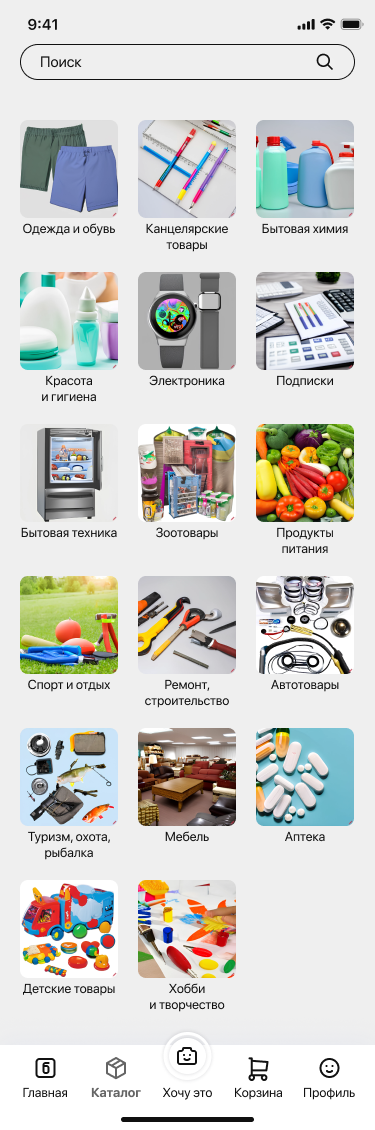 9:41
Поиск
Одежда и обувь
Канцелярские
товары
Бытовая химия
Красота
и гигиена
Электроника
Подписки
Бытовая техника
Зоотовары
Продукты
питания
Спорт и отдых
Ремонт,
строительство
Автотовары
Туризм, охота,
рыбалка
Мебель
Аптека
Детские товары
Хобби
и творчество
Б
Главная
Каталог
Хочу это
Корзина
Профиль